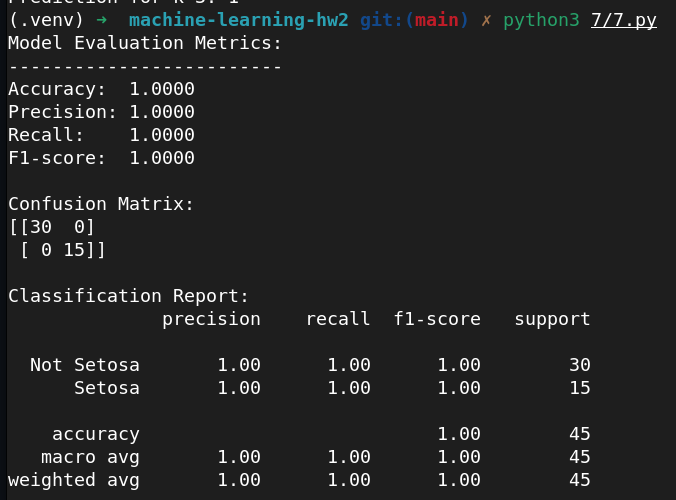 Prediction for k=3: 1
(.venv) ➜  machine-learning-hw2 git:(main) ✗ python3 7/7.py
Model Evaluation Metrics:
-------------------------
Accuracy:  1.0000
Precision: 1.0000
Recall:    1.0000
F1-score:  1.0000

Confusion Matrix:
[[30  0]
 [ 0 15]]

Classification Report:
              precision    recall  f1-score   support

  Not Setosa       1.00      1.00      1.00        30
      Setosa       1.00      1.00      1.00        15

    accuracy                           1.00        45
   macro avg       1.00      1.00      1.00        45
weighted avg       1.00      1.00      1.00        45